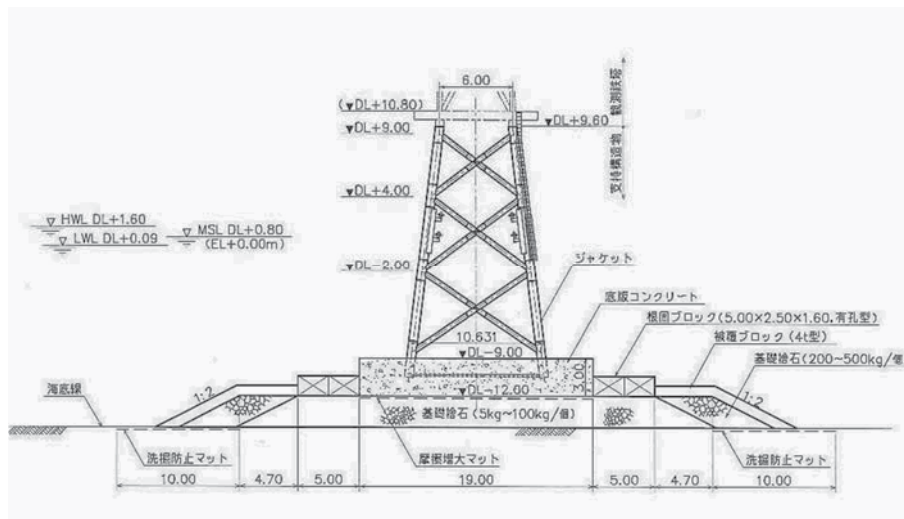 6.00
(▼DL+10.80)
▼DL+9.60
▼DL+9.00
観測鉄塔
支持構造物
▼DL+4.00
▽ HWL DL+1.60
▽ LWL DL+0.09
▽ MSL DL+0.80
(EL+0.00m)
▼DL-2.00
ジャケット
底版コンクリート
根固ブロック(5.00×2.50×1.60,有孔型)
被覆ブロック(4t型)
基礎捨石(200~500kg/個
10.631
▼DL-9.00
3.00
▼DL-12.00
海底線
1:2
1:2
基礎捨石(5kg~100kg/個)
洗掘防止マット
摩擦増大マット
洗掘防止マット
10.00
4.70
5.00
19.00
5.00
4.70
10.00